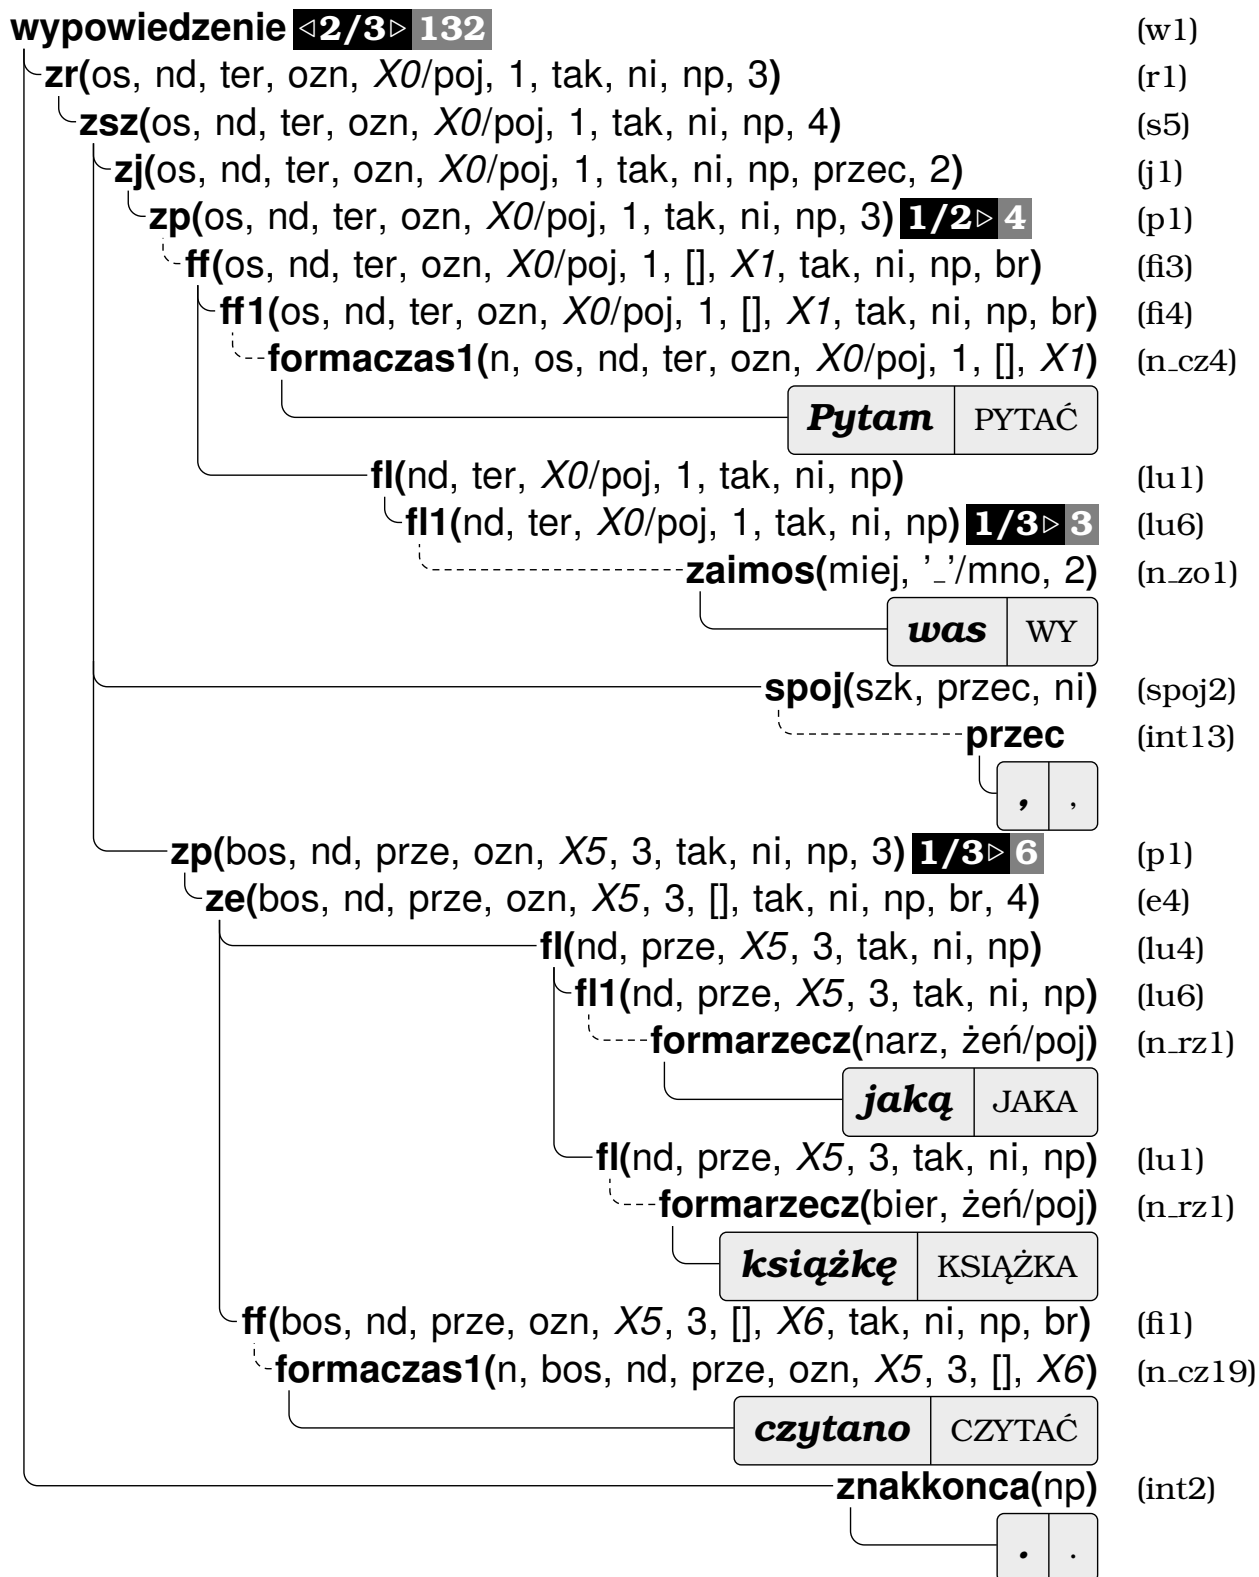 wypowiedzenie ◁2/3▷ 132 (w1)
zr(os, nd, ter, ozn, X0/poj, 1, tak, ni, np, 3) (r1)
zsz(os, nd, ter, ozn, X0/poj, 1, tak, ni, np, 4) (s5)
zj(os, nd, ter, ozn, X0/poj, 1, tak, ni, np, przec, 2) (j1)
zp(os, nd, ter, ozn, X0/poj, 1, tak, ni, np, 3) 1/2▷ 4 (p1)
ff(os, nd, ter, ozn, X0/poj, 1, [], X1, tak, ni, np, br) (fi3)
ff1(os, nd, ter, ozn, X0/poj, 1, [], X1, tak, ni, np, br) (fi4)
formaczas1(n, os, nd, ter, ozn, X0/poj, 1, [], X1) (n_cz4)
Pytam PYTAĆ
fl(nd, ter, X0/poj, 1, tak, ni, np) (lu1)
fl1(nd, ter, X0/poj, 1, tak, ni, np) 1/3▷ 3 (lu6)
zaimos(miej, '_'/mno, 2) (n_zo1)
was WY
spoj(szk, przec, ni) (spoj2)
przec (int13)
, ,
zp(bos, nd, prze, ozn, X5, 3, tak, ni, np, 3) 1/3▷ 6 (p1)
ze(bos, nd, prze, ozn, X5, 3, [], tak, ni, np, br, 4) (e4)
fl(nd, prze, X5, 3, tak, ni, np) (lu4)
fl1(nd, prze, X5, 3, tak, ni, np) (lu6)
formarzecz(narz, żeń/poj) (n_rz1)
jaką JAKA
fl(nd, prze, X5, 3, tak, ni, np) (lu1)
formarzecz(bier, żeń/poj) (n_rz1)
książkę KSIĄŻKA
ff(bos, nd, prze, ozn, X5, 3, [], X6, tak, ni, np, br) (fi1)
formaczas1(n, bos, nd, prze, ozn, X5, 3, [], X6) (n_cz19)
czytano CZYTAĆ
znakkonca(np) (int2)
. .